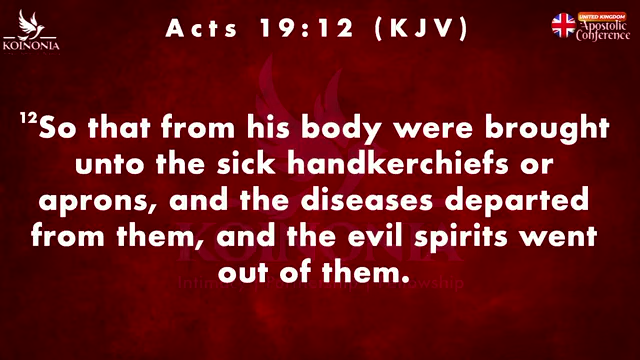 KOINONIA
Acts 19:12 (KJV)
UNITED KINGDOM
Apostolic
Conference
12So that from his body were brought
unto the sick handkerchiefs or
aprons, and the diseases departed
from them, and the evil spirits went
out of them.